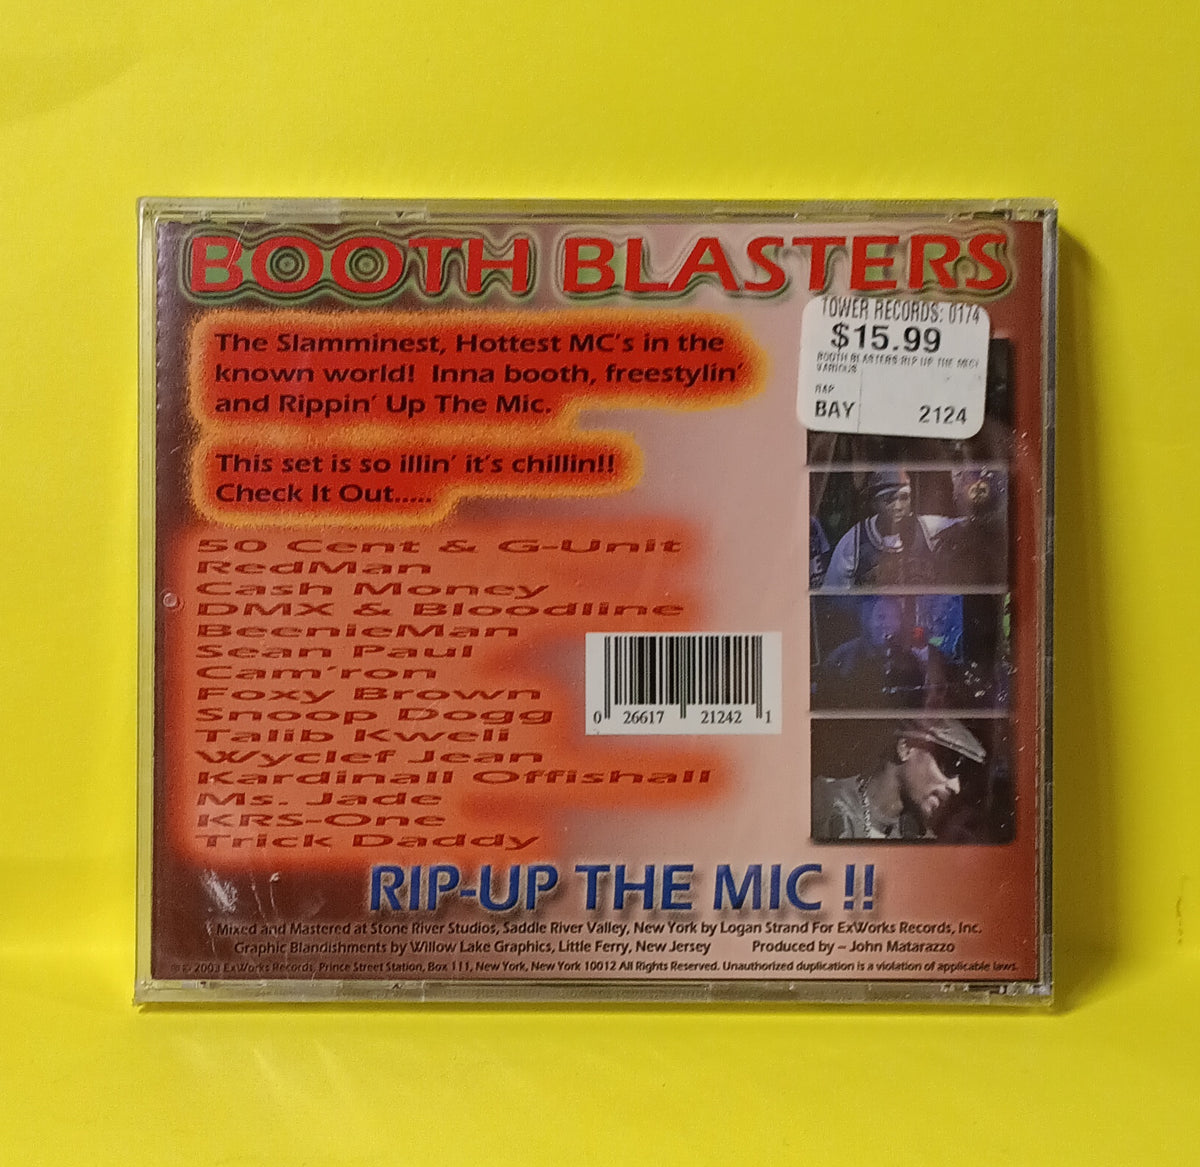 BOOTH BLASTERS
TOWER RECORDS: 0174
$15.99
BOOTH BLASTERS RIP UP THE MIC!
VARIOUS
RAP
BAY 2124
The Slamminest, Hottest MC's in the
known world! Inna booth, freestylin'
and Rippin' Up The Mic.
This set is so illin' it's chillin!!
Check It Out.....
50 Cent & G-Unit
RedMan
Cash Money
DMX & Bloodline
BeenieMan
Sean Paul
Cam'ron
Foxy Brown
Snoop Dogg
Talib Kweli
Wyclef Jean
Kardinall Offishall
Ms. Jade
KRS-One
Trick Daddy
0 26617 21242 1
RIP-UP THE MIC !!
Mixed and Mastered at Stone River Studios, Saddle River Valley, New York by Logan Strand For ExWorks Records, Inc.
Graphic Blandishments by Willow Lake Graphics, Little Ferry, New Jersey Produced by – John Matarazzo
℗ © 2003 ExWorks Records, Prince Street Station, Box 111, New York, New York 10012 All Rights Reserved. Unauthorized duplication is a violation of applicable laws.